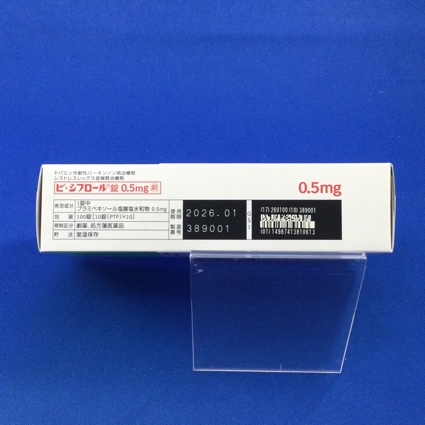 ドパミン作動性パーキンソン病治療剤
レストレスレッグス症候群治療剤
ビ・シフロール®錠 0.5mg 劇
0.5mg
有効成分 1錠中 プラミペキソール塩酸塩水和物 0.5mg
包装 100錠[10錠(PTP)×10]
規制区分 劇薬、処方箋医薬品
貯法 室温保存
使用期限 2026.01
製造番号 389001
GS1
(17)260100(10)389001
(01)14987413810613